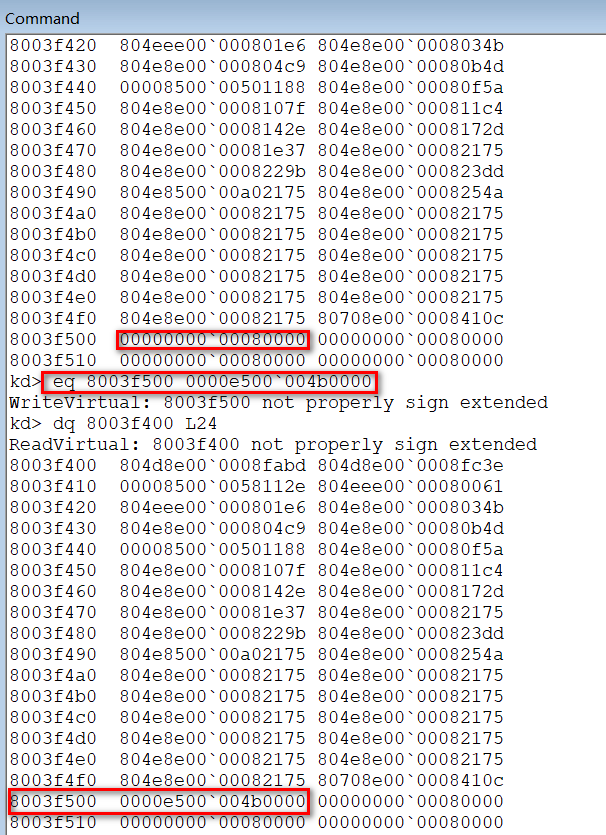 Command
8003f420  804eee00`000801e6 804e8e00`0008034b
8003f430  804e8e00`000804c9 804e8e00`00080b4d
8003f440  00008500`00501188 804e8e00`00080f5a
8003f450  804e8e00`0008107f 804e8e00`000811c4
8003f460  804e8e00`0008142e 804e8e00`0008172d
8003f470  804e8e00`00081e37 804e8e00`00082175
8003f480  804e8e00`0008229b 804e8e00`000823dd
8003f490  804e8500`00a02175 804e8e00`0008254a
8003f4a0  804e8e00`00082175 804e8e00`00082175
8003f4b0  804e8e00`00082175 804e8e00`00082175
8003f4c0  804e8e00`00082175 804e8e00`00082175
8003f4d0  804e8e00`00082175 804e8e00`00082175
8003f4e0  804e8e00`00082175 804e8e00`00082175
8003f4f0  804e8e00`00082175 80708e00`0008410c
8003f500  00000000`00080000 00000000`00080000
8003f510  00000000`00080000 00000000`00080000
kd> eq 8003f500 0000e500`004b0000
WriteVirtual: 8003f500 not properly sign extended
kd> dq 8003f400 L24
ReadVirtual: 8003f400 not properly sign extended
8003f400  804d8e00`0008fabd 804d8e00`0008fc3e
8003f410  00008500`0058112e 804eee00`00080061
8003f420  804eee00`000801e6 804e8e00`0008034b
8003f430  804e8e00`000804c9 804e8e00`00080b4d
8003f440  00008500`00501188 804e8e00`00080f5a
8003f450  804e8e00`0008107f 804e8e00`000811c4
8003f460  804e8e00`0008142e 804e8e00`0008172d
8003f470  804e8e00`00081e37 804e8e00`00082175
8003f480  804e8e00`0008229b 804e8e00`000823dd
8003f490  804e8500`00a02175 804e8e00`0008254a
8003f4a0  804e8e00`00082175 804e8e00`00082175
8003f4b0  804e8e00`00082175 804e8e00`00082175
8003f4c0  804e8e00`00082175 804e8e00`00082175
8003f4d0  804e8e00`00082175 804e8e00`00082175
8003f4e0  804e8e00`00082175 804e8e00`00082175
8003f4f0  804e8e00`00082175 80708e00`0008410c
8003f500  0000e500`004b0000 00000000`00080000
8003f510  00000000`00080000 00000000`00080000